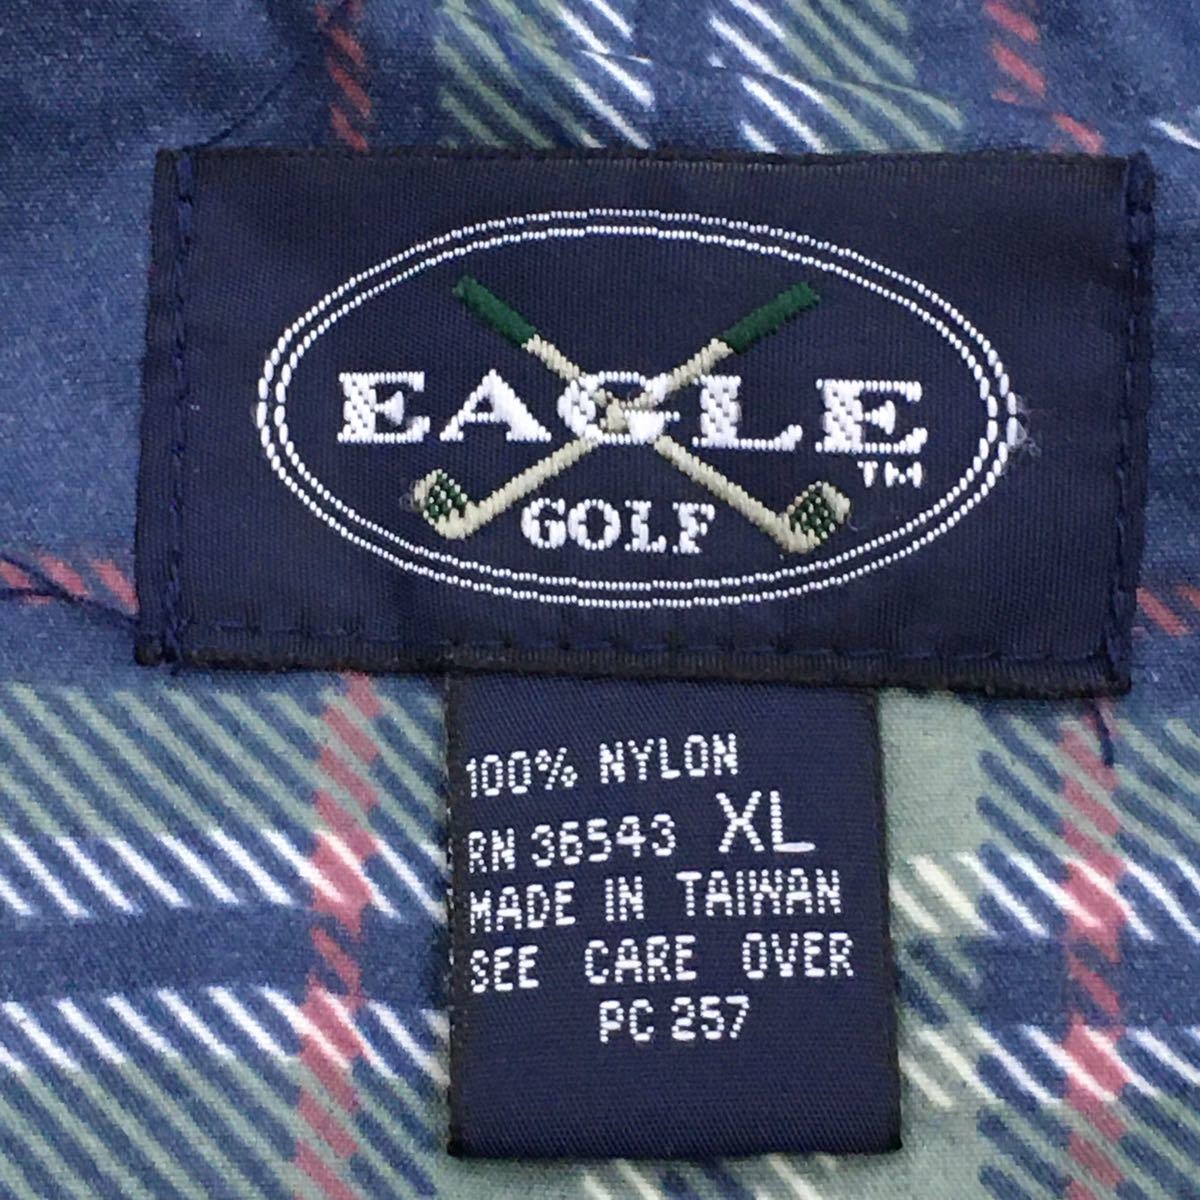 EAGLE
TM
GOLF
100% NYLON
RN 36543 XL
MADE IN TAIWAN
SEE CARE OVER
PC 257